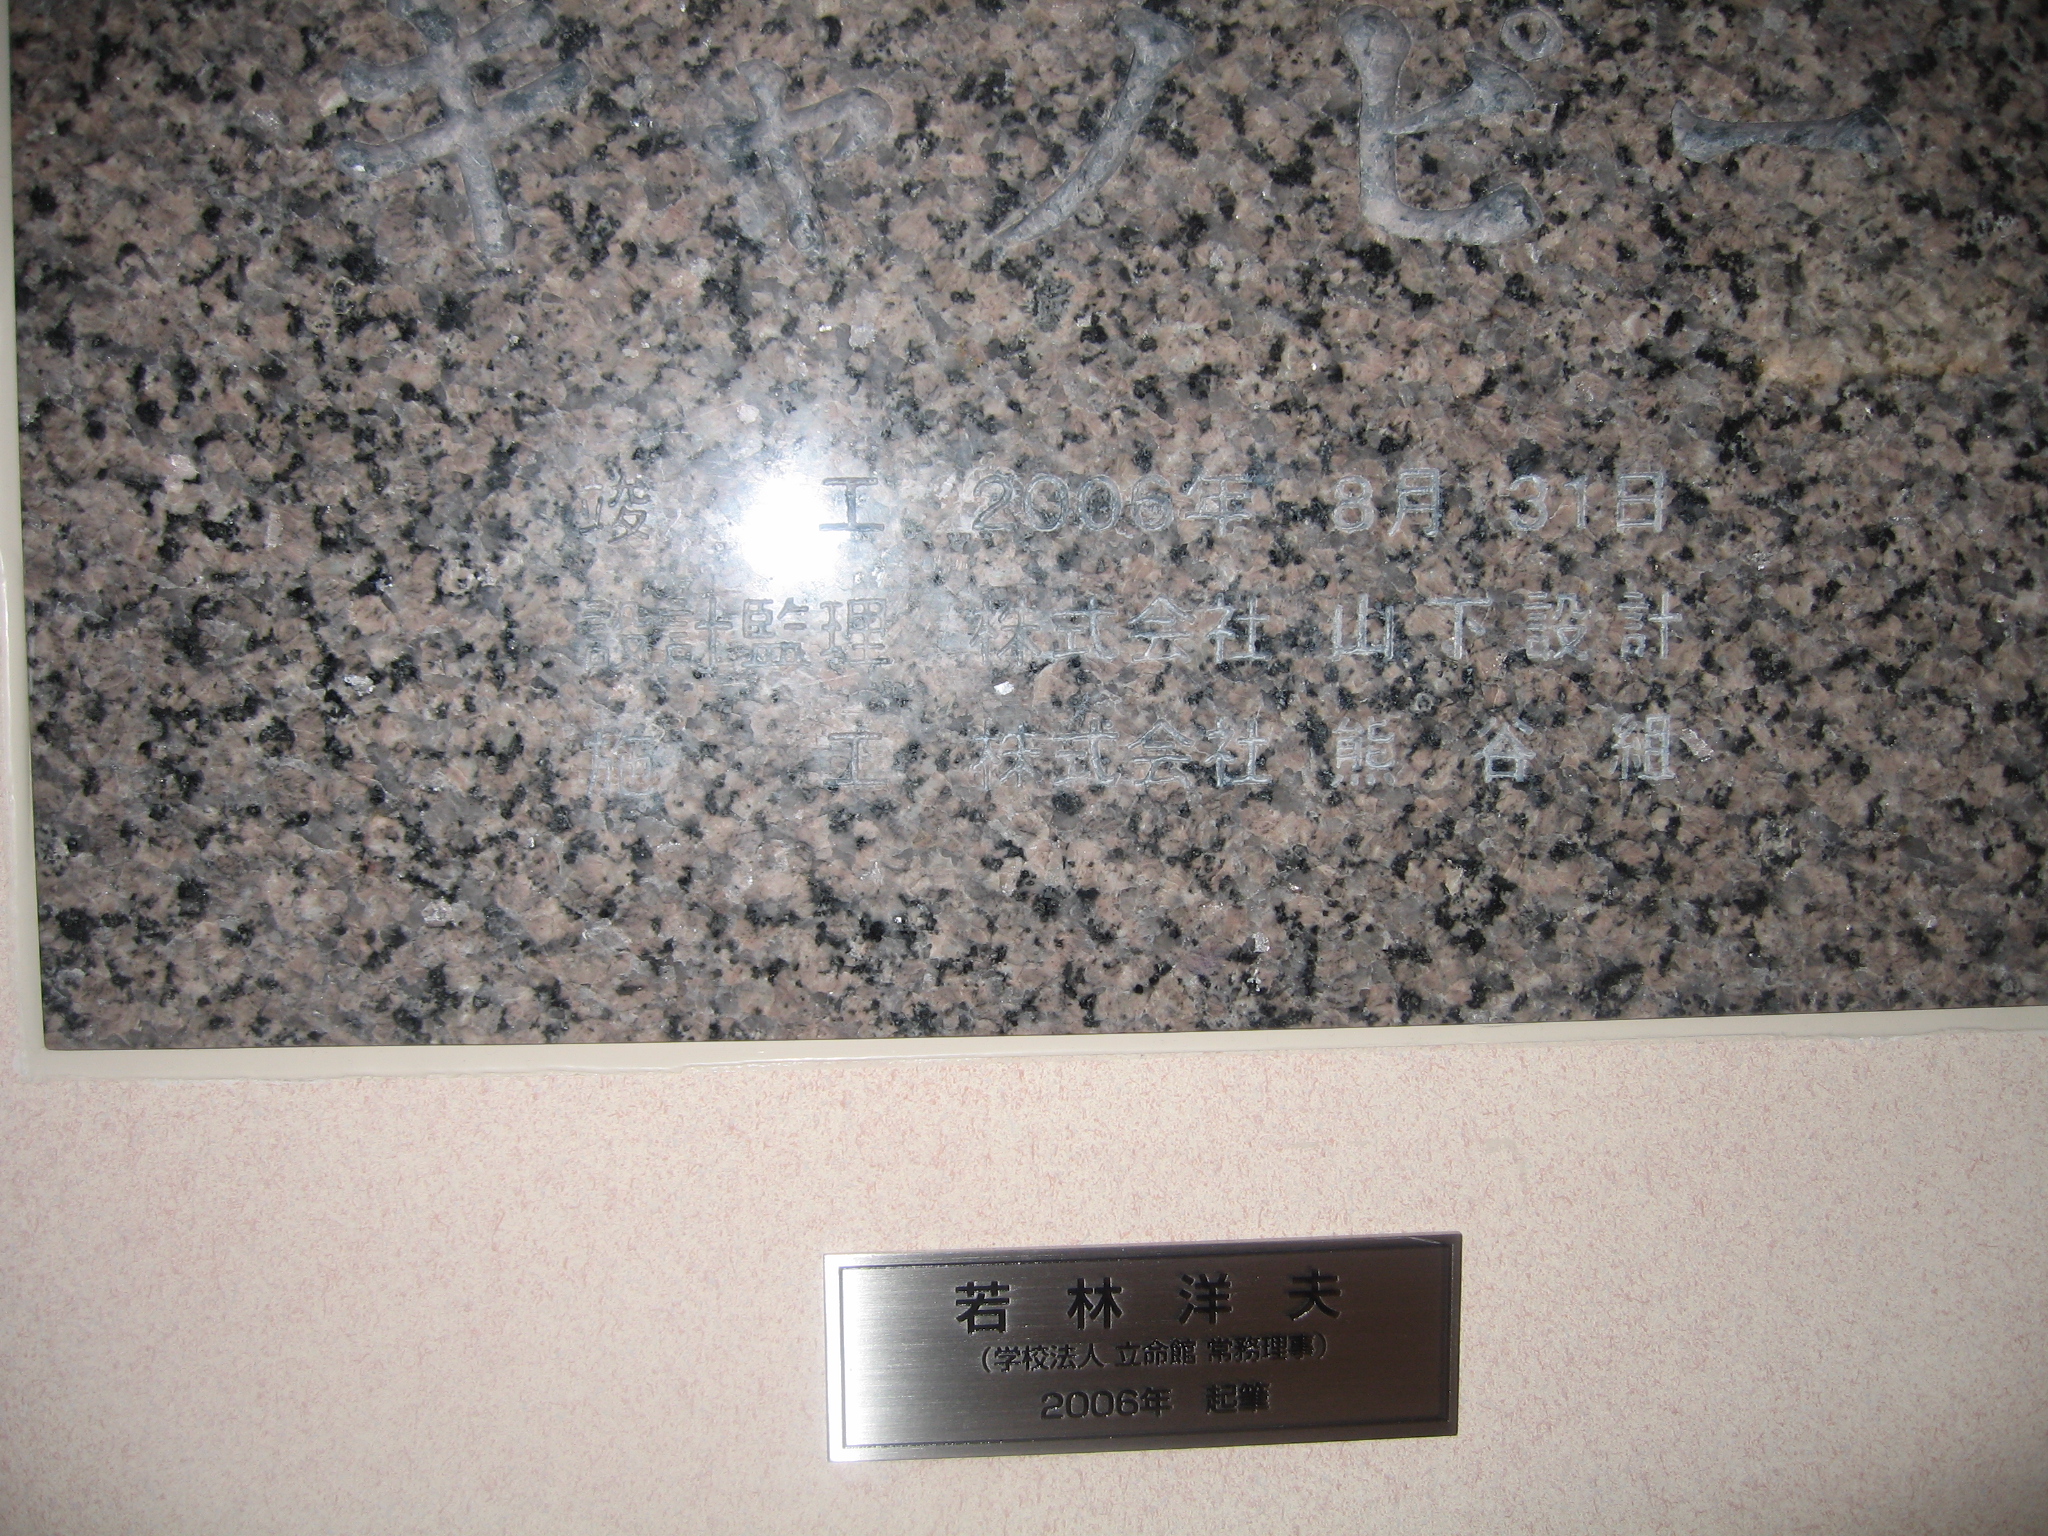 キャノピー
竣 工 2006年 8月 31日
設計監理 株式会社 山下設計
施 工 株式会社 熊谷組
若林洋夫
(学校法人 立命館 常務理事)
2006年 起筆